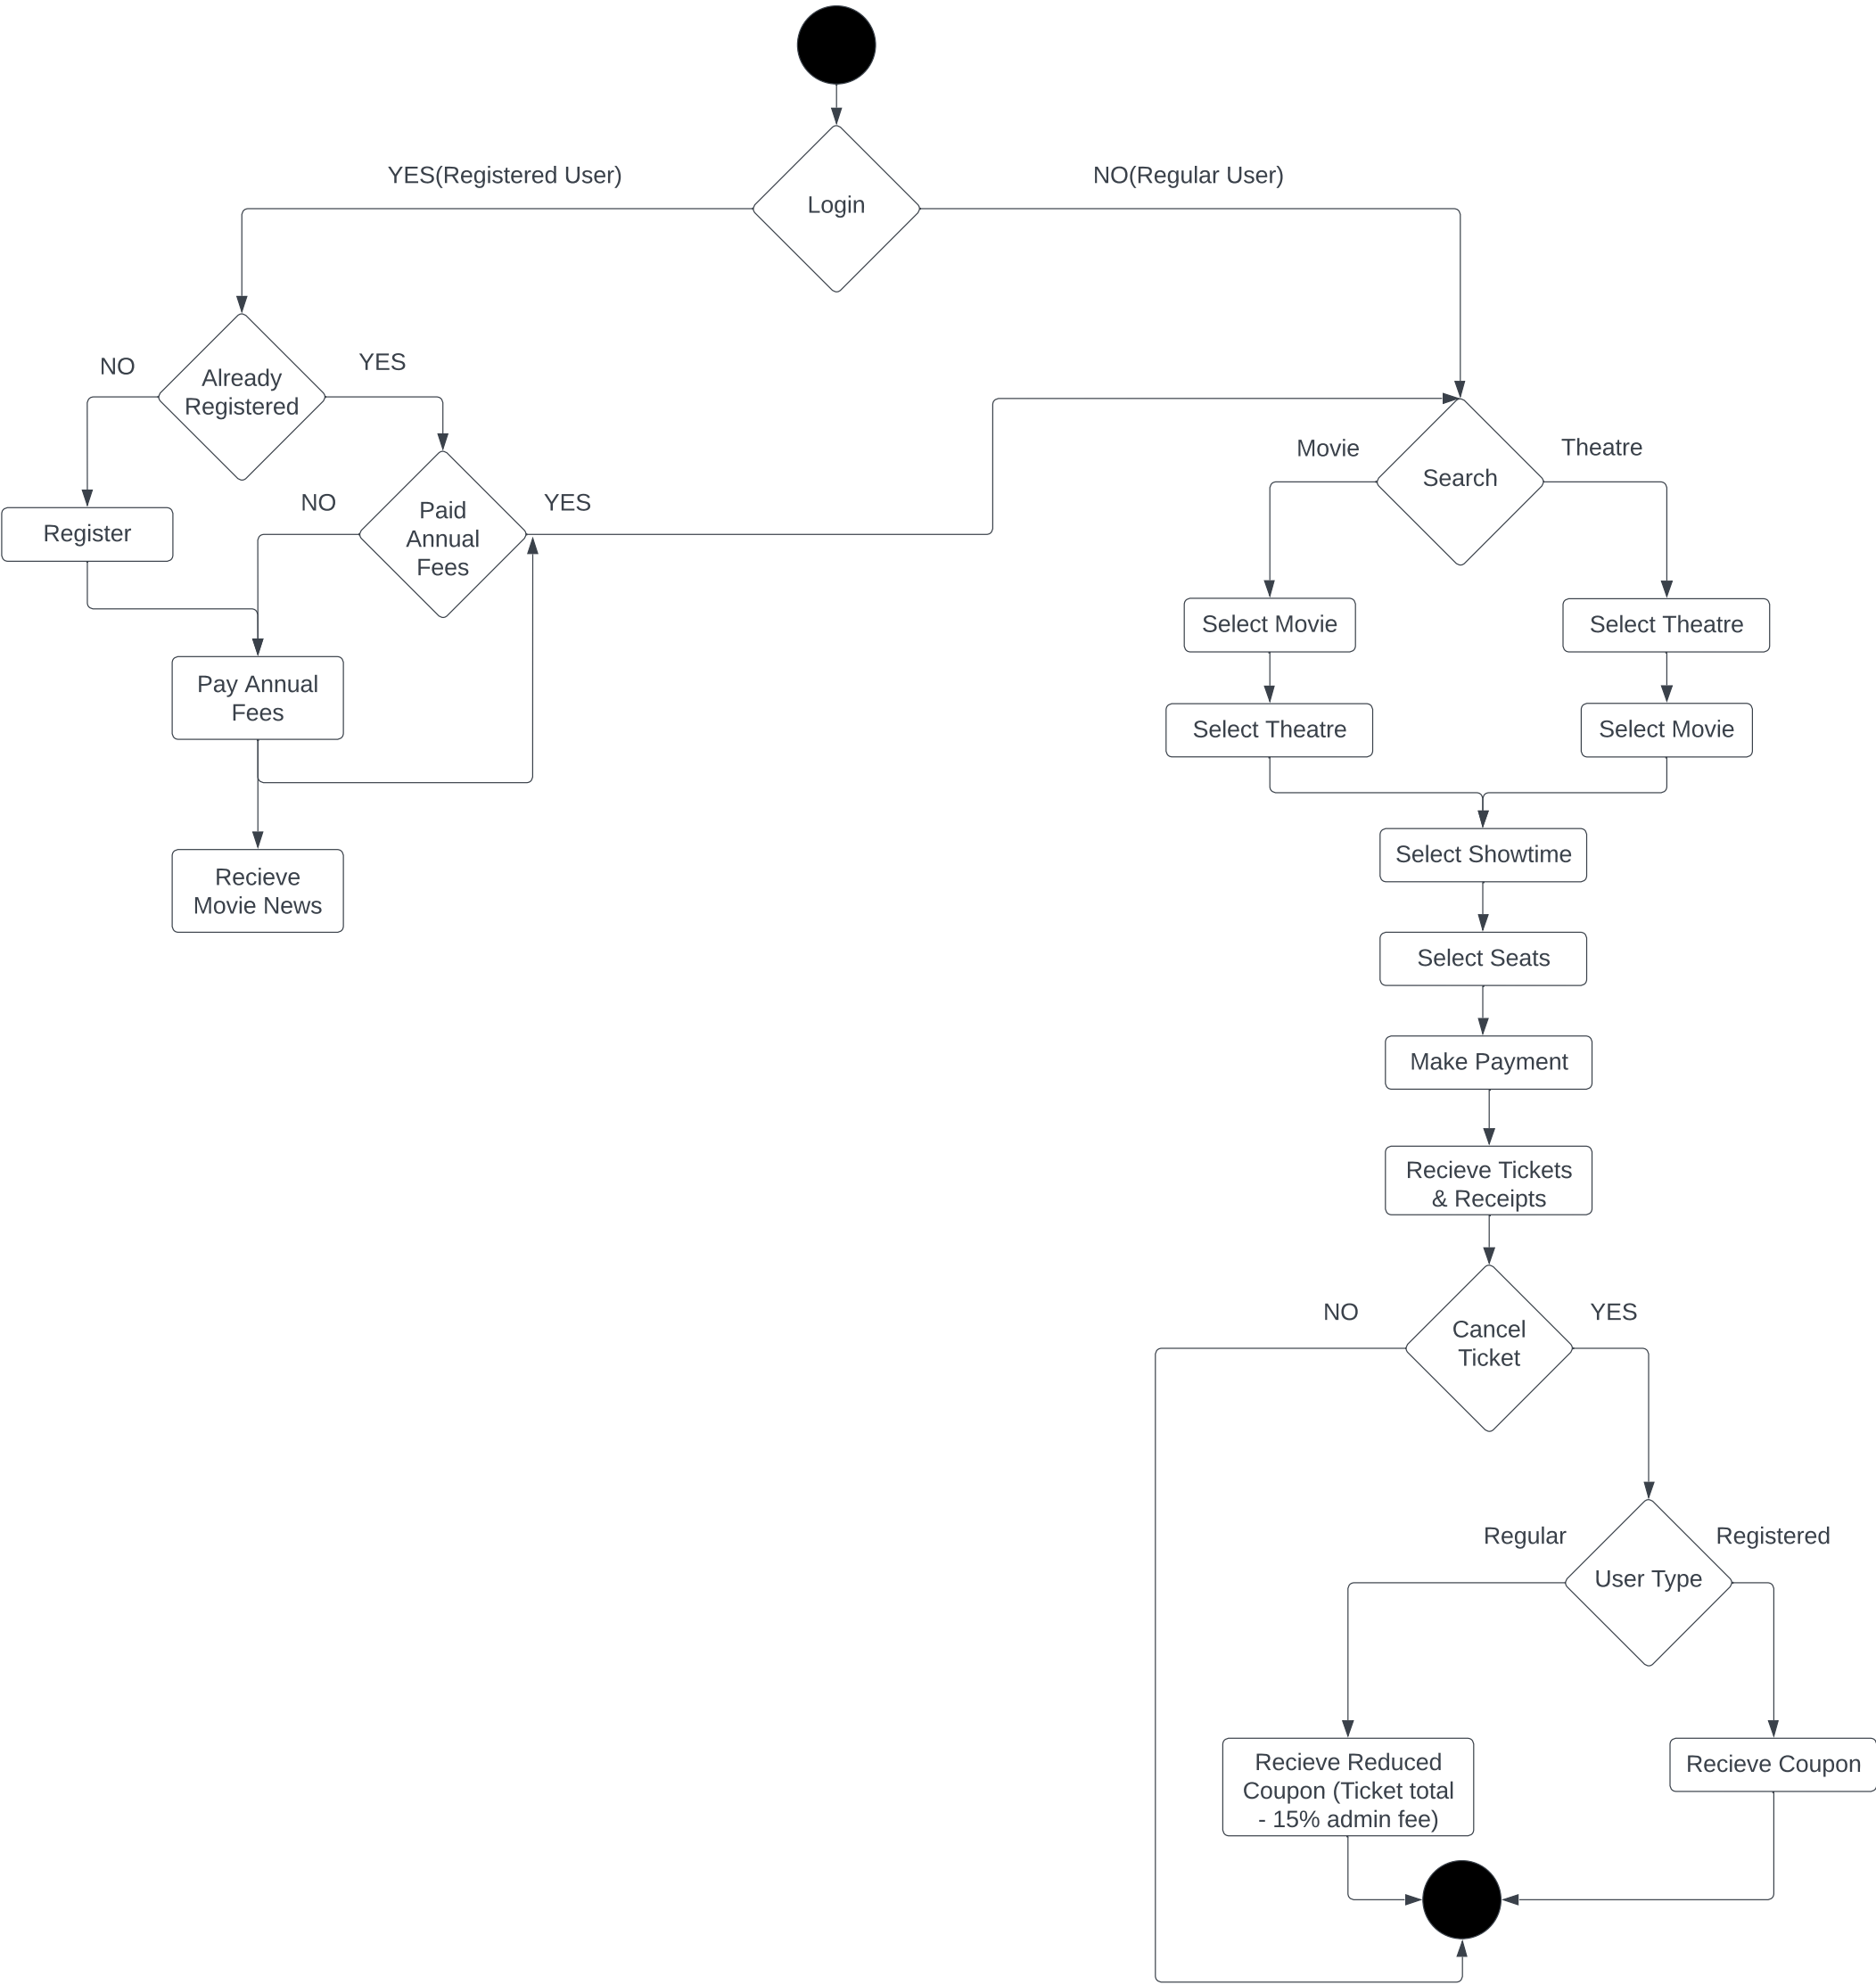 Login
YES(Registered User)
NO(Regular User)
Already
Registered
NO
YES
Register
Paid
Annual
Fees
NO
YES
Pay Annual
Fees
Recieve
Movie News
Search
Movie
Theatre
Select Movie
Select Theatre
Select Theatre
Select Movie
Select Showtime
Select Seats
Make Payment
Recieve Tickets
& Receipts
Cancel
Ticket
NO
YES
User Type
Regular
Registered
Recieve Reduced
Coupon (Ticket total
- 15% admin fee)
Recieve Coupon